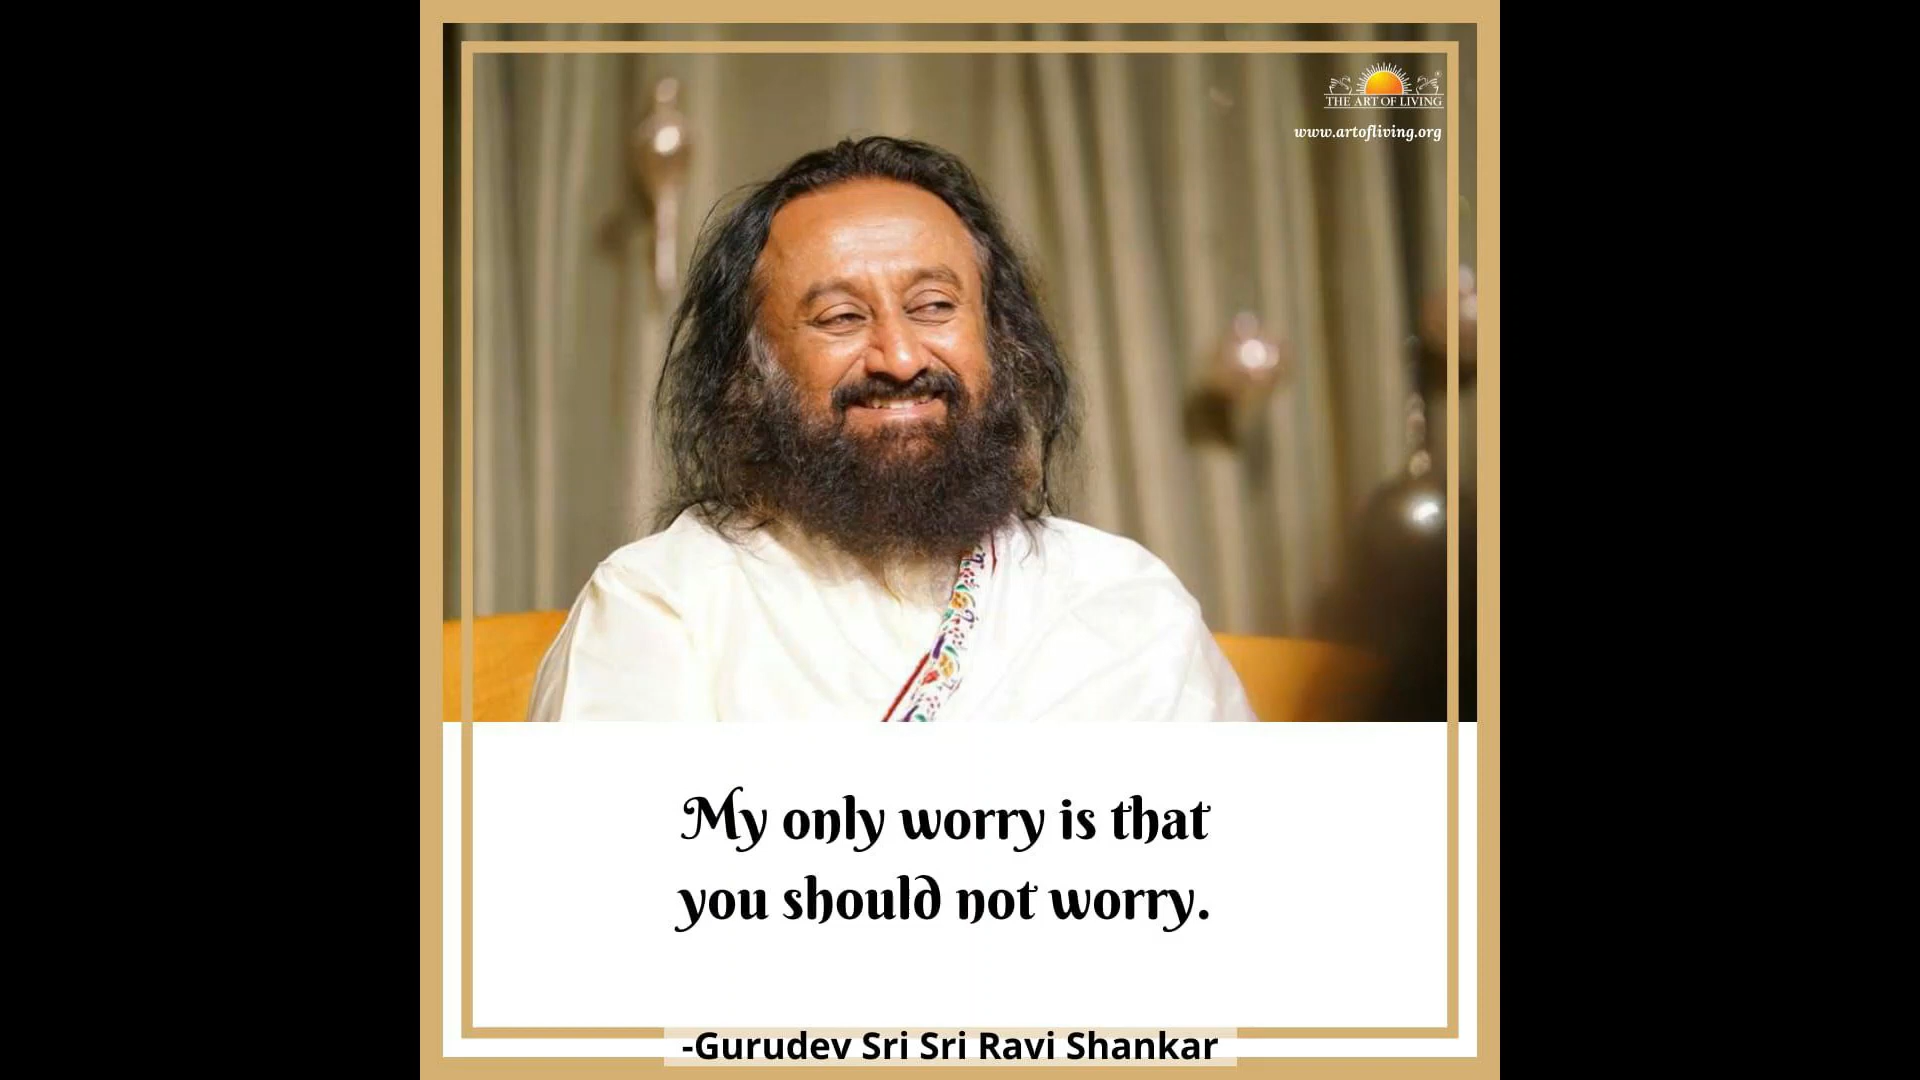 THE ART OF LIVING
www.artofliving.org
My only worry is that
you should not worry.
-Gurudev Sri Sri Ravi Shankar